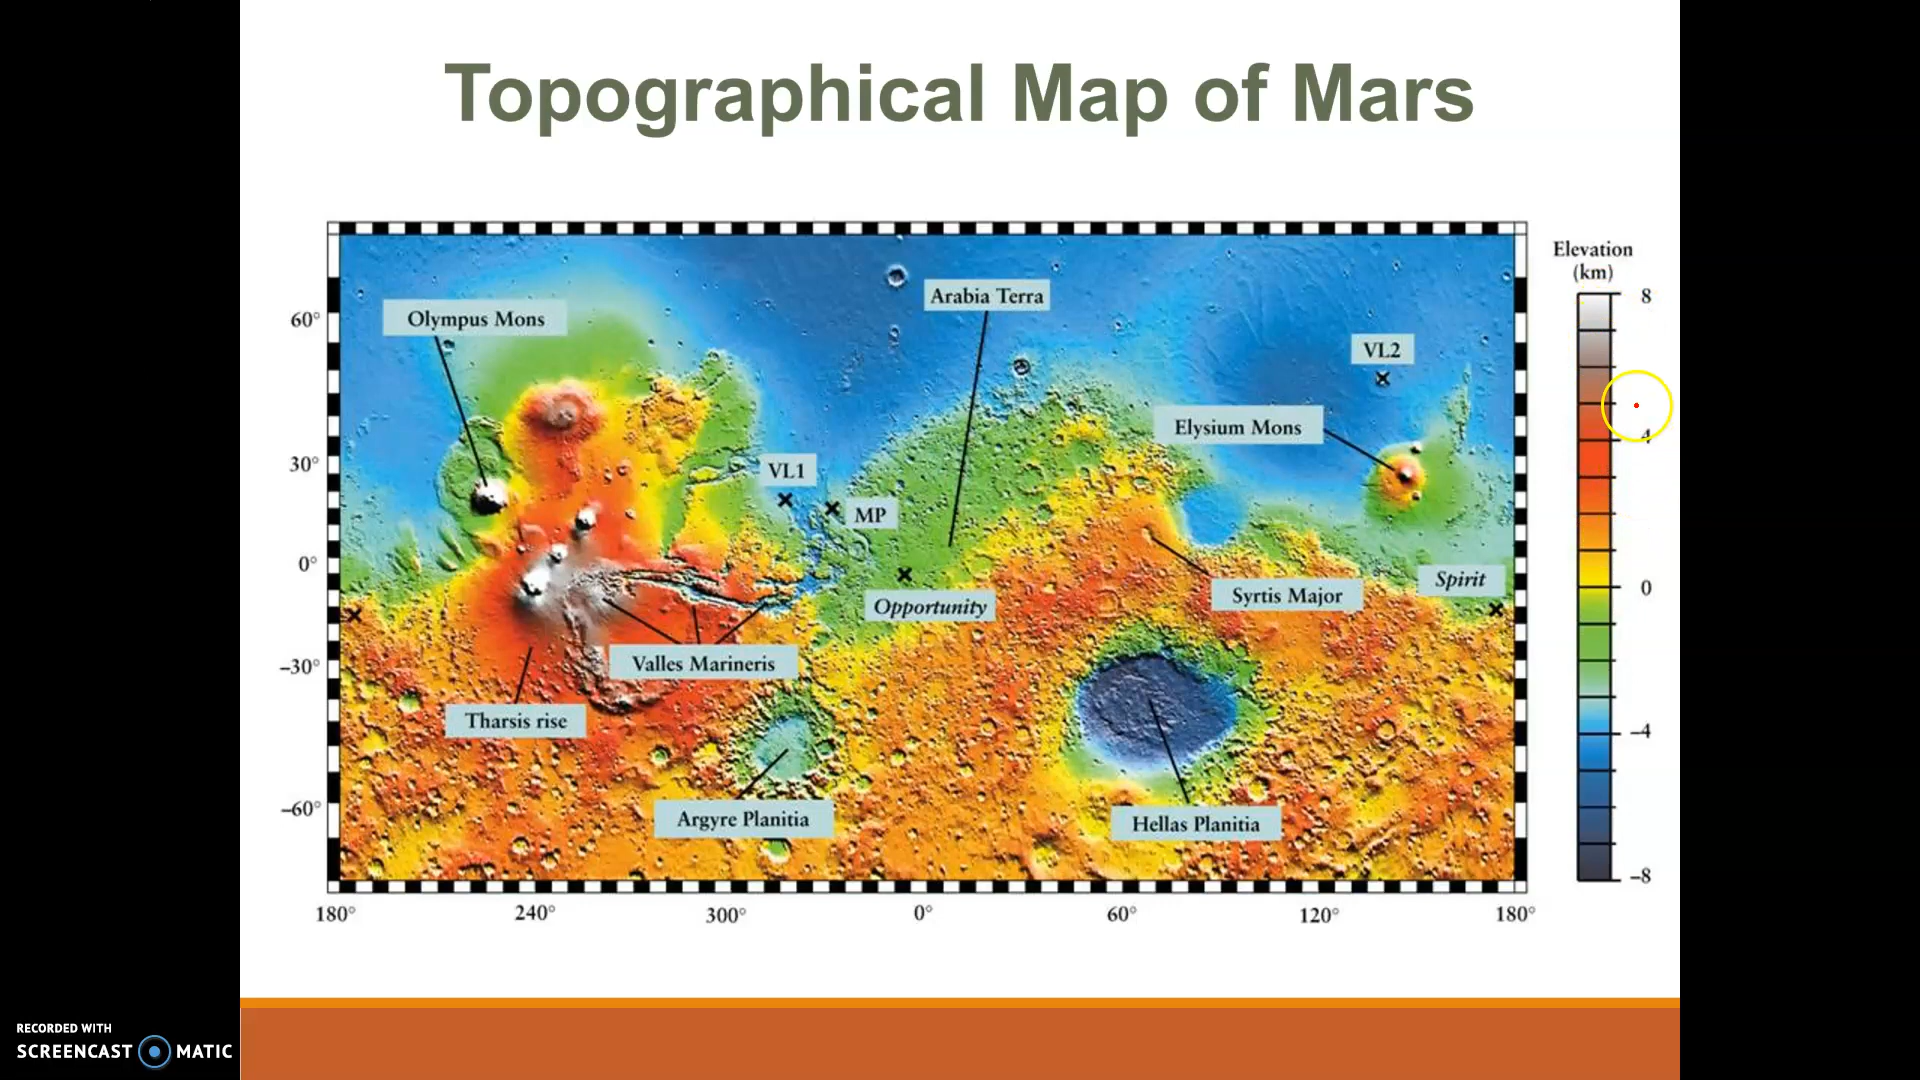 Topographical Map of Mars
Elevation
(km)
8
4
0
–4
–8
60°
30°
0°
–30°
–60°
Olympus Mons
Arabia Terra
VL2
Elysium Mons
VL1
MP
Opportunity
Syrtis Major
Spirit
Valles Marineris
Tharsis rise
Argyre Planitia
Hellas Planitia
180°
240°
300°
0°
60°
120°
180°
RECORDED WITH
SCREENCAST MATIC